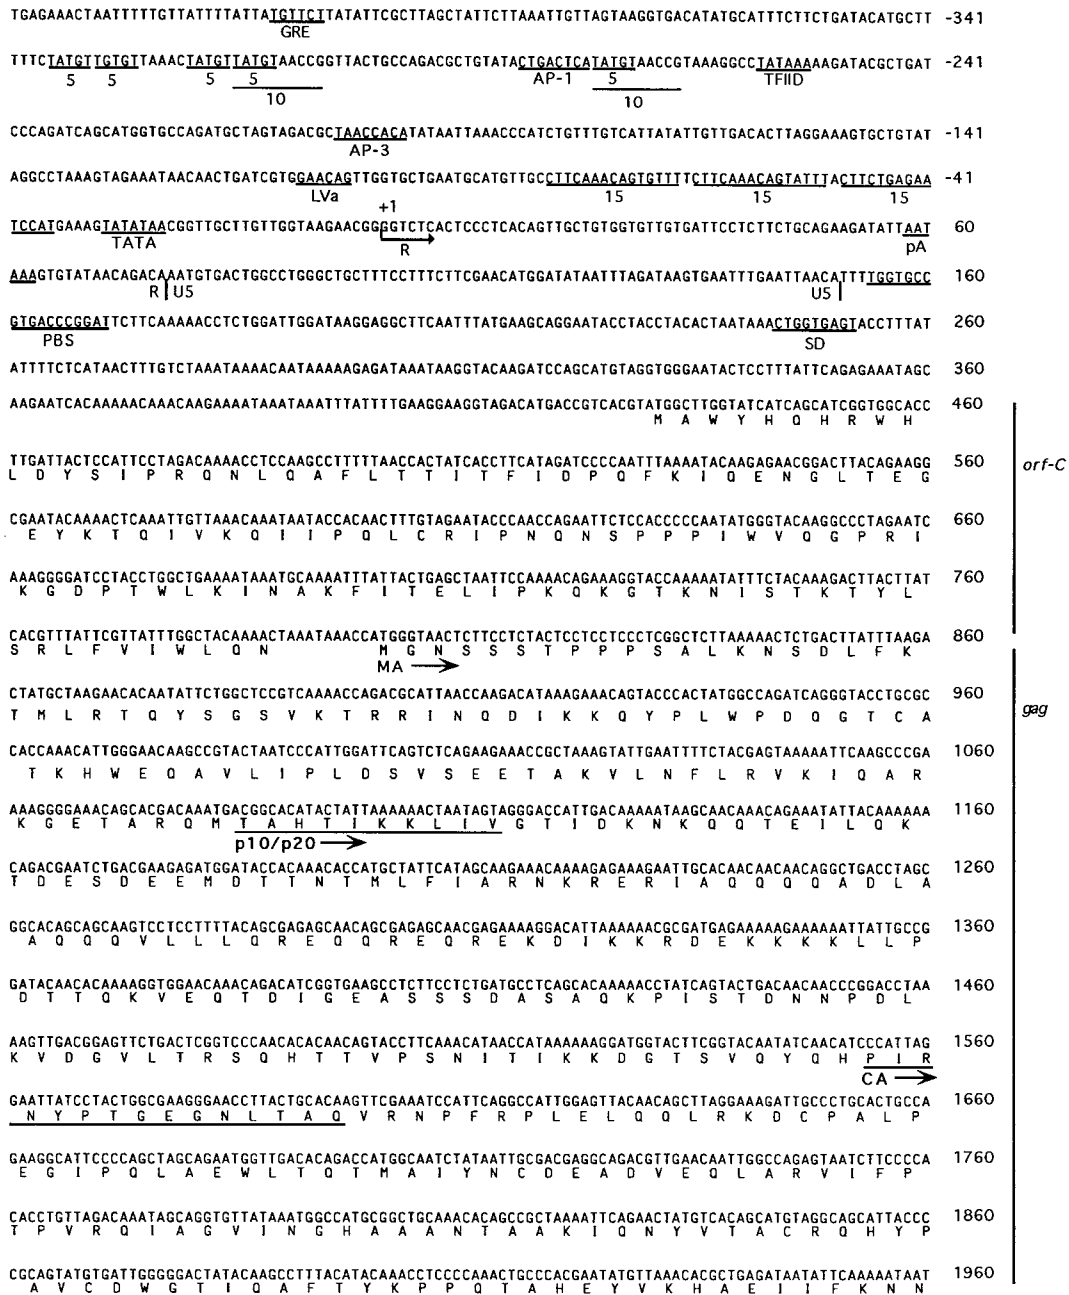 TGAGAAACTAATTTTTGTTATTTTATTATGTTCTTATATTCGCTTAGCTATTCTTAAATTGTTAGTAAGGTGACATATGCATTTCTTCTGATACATGCTT -341
GRE
TTTCTATGTTGTGTTAAACTATGTTATGTAACCGGTTACTGCCAGACGCTGTATACTGACTCATATGTAACCGTAAAGGCCTATAAAAAGATACGCTGAT -241
5 5 5 5 AP-1 5 TFIID
10 10
CCCAGATCAGCATGGTGCCAGATGCTAGTAGACGCTAACCACATATAATTAAACCCATCTGTTTGTCATTATATTGTTGACACTTAGGAAAGTGCTGTAT -141
AP-3
AGGCCTAAAGTAGAAATAACAACTGATCGTGGAACAGTTGGTGCTGAATGCATGTTGCCTTCAAACAGTGTTTTCTTCAAACAGTATTTACTTCTGAGAA -41
LVa 15 15 15
+1
TCCATGAAAGTATATAACGGTTGCTTGTTGGTAAGAACGGGGTCTCACTCCCTCACAGTTGCTGTGGTGTTGTGATTCCTCTTCTGCAGAAGATATTAAT 60
TATA R pA
AAAGTGTATAACAGACAAATGTGACTGGCCTGGGCTGCTTTCCTTTCTTCGAACATGGATATAATTTAGATAAGTGAATTTGAATTAACATTTTGGTGCC 160
R U5 U5
GTGACCCGGATTCTTCAAAAACCTCTGGATTGGATAAGGAGGCTTCAATTTATGAAGCAGGAATACCTACCTACACTAATAAACTGGTGAGTACCTTTAT 260
PBS SD
ATTTTCTCATAACTTTGTCTAAATAAAACAATAAAAAGAGATAAATAAGGTACAAGATCCAGCATGTAGGTGGGAATACTCCTTTATTCAGAGAAATAGC 360
AAGAATCACAAAAACAAACAAGAAAATAAATAAATTTATTTTGAAGGAAGGTAGACATGACCGTCACGTATGGCTTGGTATCATCAGCATCGGTGGCACC 460
M A W Y H Q H R W H
TTGATTACTCCATTCCTAGACAAAACCTCCAAGCCTTTTTAACCACTATCACCTTCATAGATCCCCAATTTAAAATACAAGAGAACGGACTTACAGAAGG 560
L D Y S I P R Q N L Q A F L T T I T F I D P Q F K I Q E N G L T E G
orf-C
CGAATACAAAACTCAAATTGTTAAACAAATAATACCACAACTTTGTAGAATACCCAACCAGAATTCTCCACCCCCAATATGGGTACAAGGCCCTAGAATC 660
E Y K T Q I V K Q I I P Q L C R I P N Q N S P P P I W V Q G P R I
AAAGGGGATCCTACCTGGCTGAAAATAAATGCAAAATTTATTACTGAGCTAATTCCAAAACAGAAAGGTACCAAAAATATTTCTACAAAGACTTACTTAT 760
K G D P T W L K I N A K F I T E L I P K Q K G T K N I S T K T Y L
CACGTTTATTCGTTATTTGGCTACAAAACTAAATAAACCATGGGTAACTCTTCCTCTACTCCTCCTCCCTCGGCTCTTAAAAACTCTGACTTATTTAAGA 860
S R L F V I W L Q N M G N S S S T P P P S A L K N S D L F K
MA
CTATGCTAAGAACACAATATTCTGGCTCCGTCAAAACCAGACGCATTAACCAAGACATAAAGAAACAGTACCCACTATGGCCAGATCAGGGTACCTGCGC 960
T M L R T Q Y S G S V K T R R I N Q D I K K Q Y P L W P D Q G T C A
gag
CACCAAACATTGGGAACAAGCCGTACTAATCCCATTGGATTCAGTCTCAGAAGAAACCGCTAAAGTATTGAATTTTCTACGAGTAAAAATTCAAGCCCGA 1060
T K H W E Q A V L I P L D S V S E E T A K V L N F L R V K I Q A R
AAAGGGGAAACAGCACGACAAATGACGGCACATACTATTAAAAAACTAATAGTAGGGACCATTGACAAAAATAAGCAACAAACAGAAATATTACAAAAAA 1160
K G E T A R Q M T A H T I K K L I V G T I D K N K Q Q T E I L Q K
p10/p20
CAGACGAATCTGACGAAGAGATGGATACCACAAACACCATGCTATTCATAGCAAGAAACAAAAGAGAAAGAATTGCACAACAACAACAGGCTGACCTAGC 1260
T D E S D E E M D T T N T M L F I A R N K R E R I A Q Q Q Q A D L A
GGCACAGCAGCAAGTCCTCCTTTTACAGCGAGAGCAACAGCGAGAGCAACGAGAAAAGGACATTAAAAAACGCGATGAGAAAAAGAAAAAATTATTGCCG 1360
A Q Q Q V L L L Q R E Q Q R E Q R E K D I K K R D E K K K K L L P
GATACAACACAAAAGGTGGAACAAACAGACATCGGTGAAGCCTCTTCCTCTGATGCCTCAGCACAAAAACCTATCAGTACTGACAACAACCCGGACCTAA 1460
D T T Q K V E Q T D I G E A S S S D A S A Q K P I S T D N N P D L
AAGTTGACGGAGTTCTGACTCGGTCCCAACACACAACAGTACCTTCAAACATAACCATAAAAAAGGATGGTACTTCGGTACAATATCAACATCCCATTAG 1560
K V D G V L T R S Q H T T V P S N I T I K K D G T S V Q Y Q H P I R
CA
GAATTATCCTACTGGCGAAGGGAACCTTACTGCACAAGTTCGAAATCCATTCAGGCCATTGGAGTTACAACAGCTTAGGAAAGATTGCCCTGCACTGCCA 1660
N Y P T G E G N L T A Q V R N P F R P L E L Q Q L R K D C P A L P
GAAGGCATTCCCCAGCTAGCAGAATGGTTGACACAGACCATGGCAATCTATAATTGCGACGAGGCAGACGTTGAACAATTGGCCAGAGTAATCTTCCCCA 1760
E G I P Q L A E W L T Q T M A I Y N C D E A D V E Q L A R V I F P
CACCTGTTAGACAAATAGCAGGTGTTATAAATGGCCATGCGGCTGCAAACACAGCCGCTAAAATTCAGAACTATGTCACAGCATGTAGGCAGCATTACCC 1860
T P V R Q I A G V I N G H A A A N T A A K I Q N Y V T A C R Q H Y P
CGCAGTATGTGATTGGGGGACTATACAAGCCTTTACATACAAACCTCCCCAAACTGCCCACGAATATGTTAAACACGCTGAGATAATATTCAAAAATAAT 1960
A V C D W G T I Q A F T Y K P P Q T A H E Y V K H A E I I F K N N